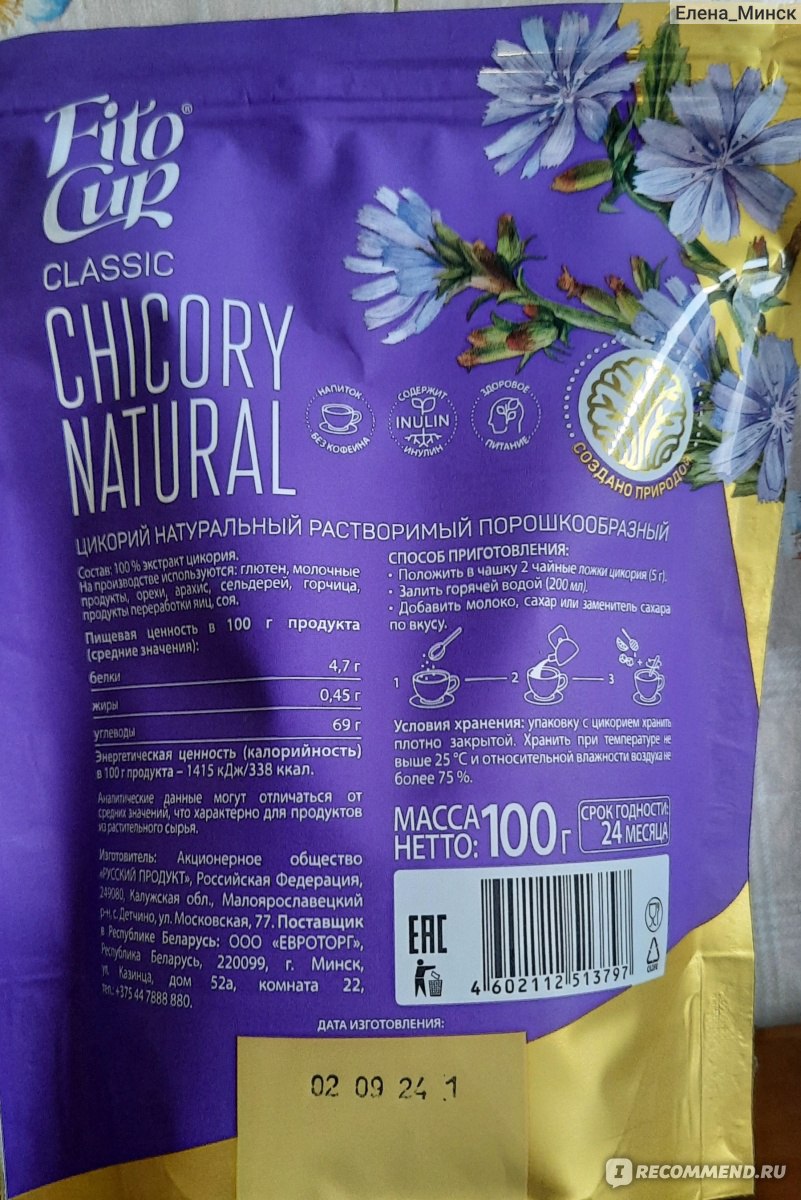 Елена_Минск
Fito®
Cup
CLASSIC
CHICORY
NATURAL
НАПИТОК
БЕЗ КОФЕИНА
СОДЕРЖИТ
INULIN
ИНУЛИН
ЗДОРОВОЕ
ПИТАНИЕ
СОЗДАНО ПРИРОДОЙ
ЦИКОРИЙ НАТУРАЛЬНЫЙ РАСТВОРИМЫЙ ПОРОШКООБРАЗНЫЙ
Состав: 100% экстракт цикория.
На производстве используются: глютен, молочные
продукты, орехи, арахис, сельдерей, горчица,
продукты переработки яиц, соя.
Пищевая ценность в 100 г продукта
(средние значения):
белки 4,7 г
жиры 0,45 г
углеводы 69 г
Энергетическая ценность (калорийность)
в 100 г продукта – 1415 кДж/338 ккал.
Аналитические данные могут отличаться от
средних значений, что характерно для продуктов
из растительного сырья.
Изготовитель: Акционерное общество
«РУССКИЙ ПРОДУКТ», Российская Федерация,
249080, Калужская обл., Малоярославецкий
р-н, с. Детчино, ул. Московская, 77. Поставщик
в Республике Беларусь: ООО «ЕВРОТОРГ»,
Республика Беларусь, 220099, г. Минск,
ул. Казинца, дом 52а, комната 22,
тел.: +375 44 7888 880.
СПОСОБ ПРИГОТОВЛЕНИЯ:
• Положить в чашку 2 чайные ложки цикория (5 г).
• Залить горячей водой (200 мл).
• Добавить молоко, сахар или заменитель сахара
по вкусу.
1 2 3
Условия хранения: упаковку с цикорием хранить
плотно закрытой. Хранить при температуре не
выше 25 °С и относительной влажности воздуха не
более 75 %.
МАССА
НЕТТО: 100 г
СРОК ГОДНОСТИ:
24 МЕСЯЦА
EAC
4 602112 513797
ДАТА ИЗГОТОВЛЕНИЯ:
02 09 24 1
I RECOMMEND.RU